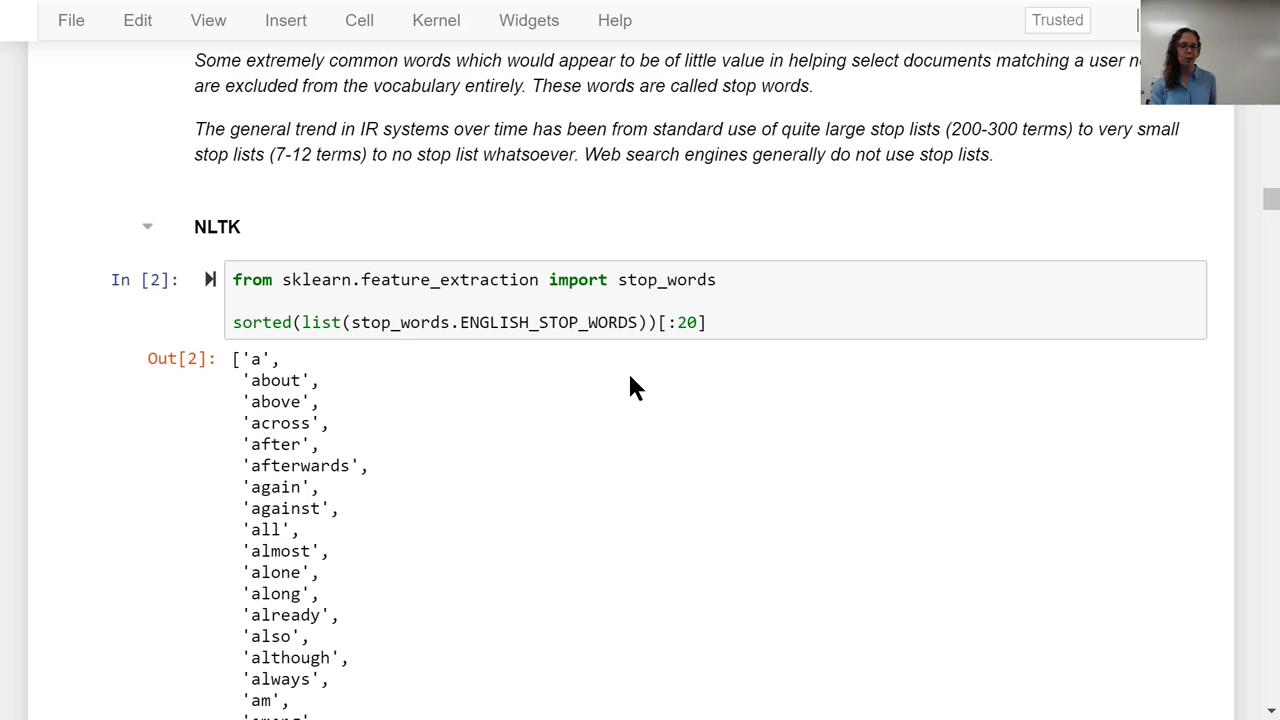 File Edit View Insert Cell Kernel Widgets Help Trusted
Some extremely common words which would appear to be of little value in helping select documents matching a user
are excluded from the vocabulary entirely. These words are called stop words.
The general trend in IR systems over time has been from standard use of quite large stop lists (200-300 terms) to very small
stop lists (7-12 terms) to no stop list whatsoever. Web search engines generally do not use stop lists.
NLTK
In [2]: from sklearn.feature_extraction import stop_words
sorted(list(stop_words.ENGLISH_STOP_WORDS))[:20]
Out[2]: ['a',
'about',
'above',
'across',
'after',
'afterwards',
'again',
'against',
'all',
'almost',
'alone',
'along',
'already',
'also',
'although',
'always',
'am',